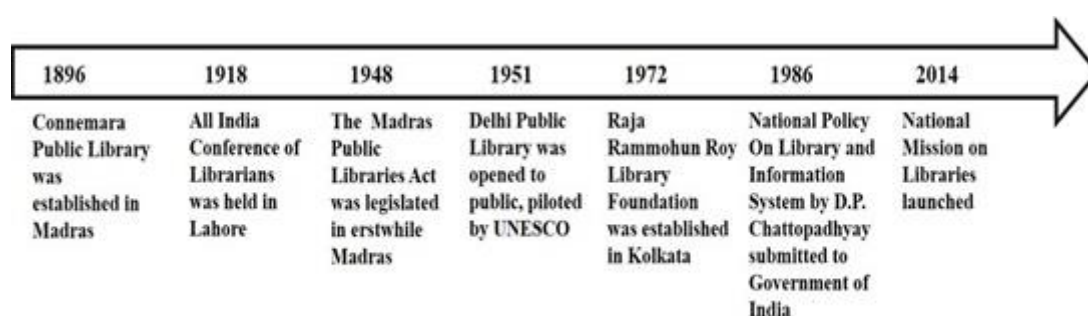 1896
Connemara
Public Library
was
established in
Madras
1918
All India
Conference of
Librarians
was held in
Lahore
1948
The Madras
Public
Libraries Act
was legislated
in erstwhile
Madras
1951
Delhi Public
Library was
opened to
public, piloted
by UNESCO
1972
Raja
Rammohun Roy
Library
Foundation
was established
in Kolkata
1986
National Policy
On Library and
Information
System by D.P.
Chattopadhyay
submitted to
Government of
India
2014
National
Mission on
Libraries
launched